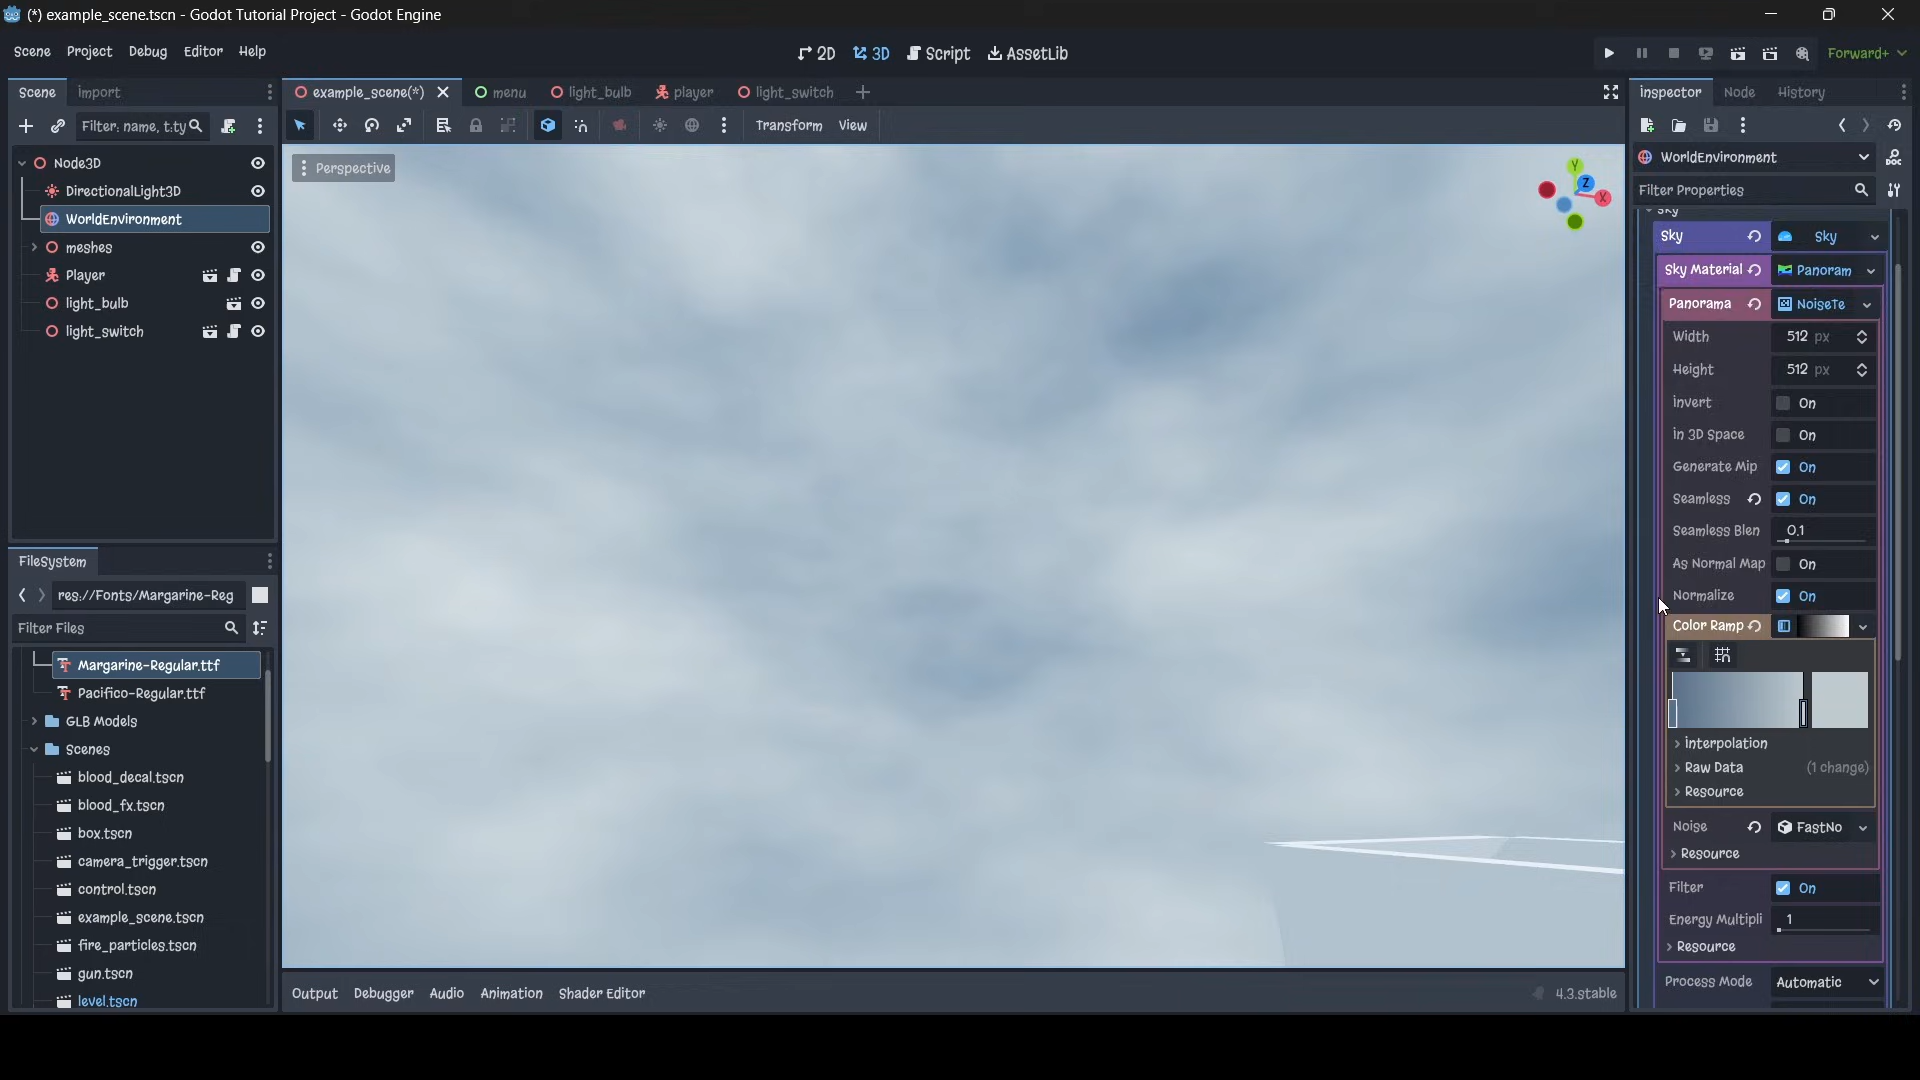 (*) example_scene.tscn - Godot Tutorial Project - Godot Engine
Scene Project Debug Editor Help
2D 3D Script AssetLib
Forward+
Scene Import
Filter: name, t:ty
Node3D
DirectionalLight3D
WorldEnvironment
meshes
Player
light_bulb
light_switch
FileSystem
res://Fonts/Margarine-Reg
Filter Files
Margarine-Regular.ttf
Pacifico-Regular.ttf
GLB Models
Scenes
blood_decal.tscn
blood_fx.tscn
box.tscn
camera_trigger.tscn
control.tscn
example_scene.tscn
fire_particles.tscn
gun.tscn
level.tscn
example_scene(*) menu light_bulb player light_switch
Transform View
Perspective
Y
Z
X
Output Debugger Audio Animation Shader Editor
4.3.stable
Inspector Node History
WorldEnvironment
DOC
Filter Properties
Sky
Sky Sky
Sky Material Panoram
Panorama NoiseTe
Width 512 px
Height 512 px
Invert On
In 3D Space On
Generate Mip On
Seamless On
Seamless Blen 0.1
As Normal Map On
Normalize On
Color Ramp
Interpolation
Raw Data (1 change)
Resource
Noise FastNo
Resource
Filter On
Energy Multipli 1
Resource
Process Mode Automatic